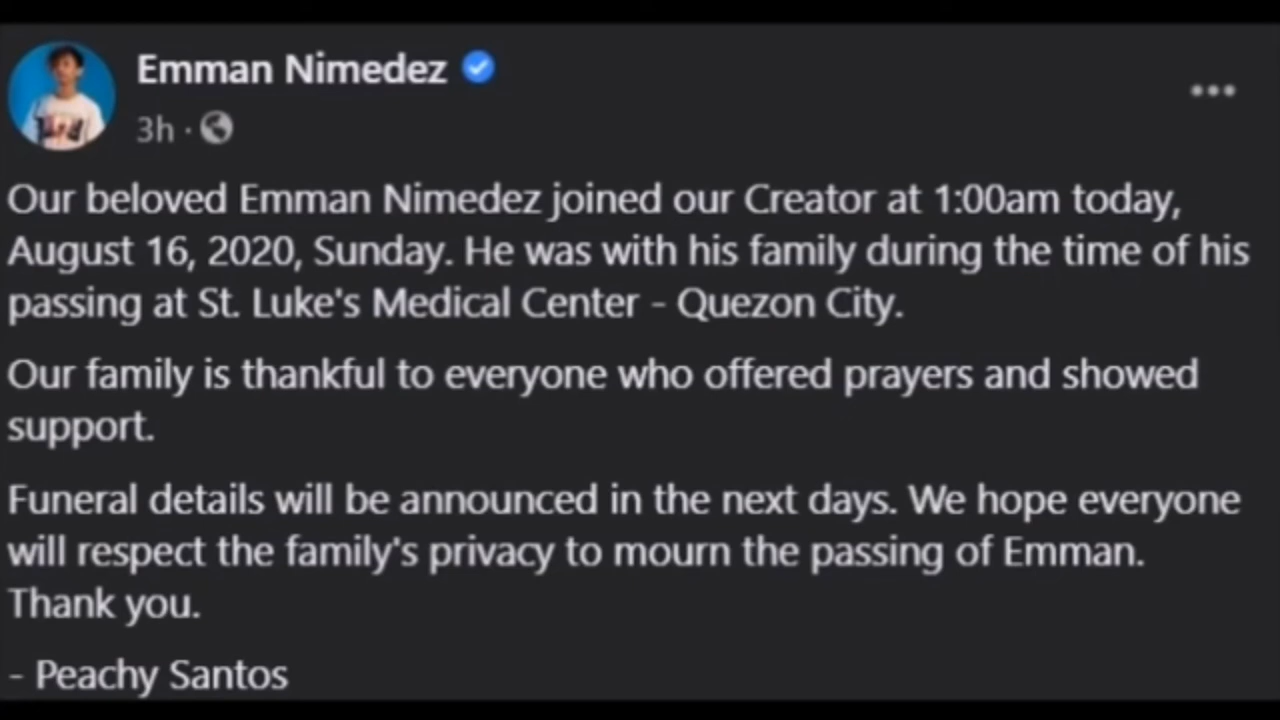 Emman Nimedez
3h ·
Our beloved Emman Nimedez joined our Creator at 1:00am today,
August 16, 2020, Sunday. He was with his family during the time of his
passing at St. Luke's Medical Center - Quezon City.
Our family is thankful to everyone who offered prayers and showed
support.
Funeral details will be announced in the next days. We hope everyone
will respect the family's privacy to mourn the passing of Emman.
Thank you.
- Peachy Santos